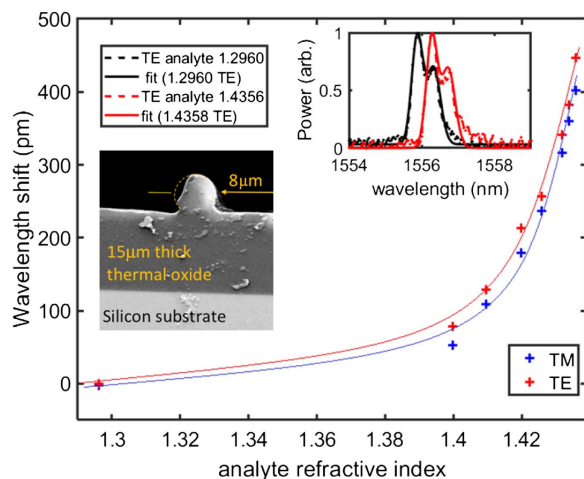 500
400
300
200
100
0
Wavelength shift (pm)
1.3
1.32
1.34
1.36
1.38
1.4
1.42
analyte refractive index
TE analyte 1.2960
fit (1.2960 TE)
TE analyte 1.4356
fit (1.4358 TE)
1
0.5
0
Power (arb.)
1554
1556
1558
wavelength (nm)
8μm
15μm thick
thermal-oxide
Silicon substrate
TM
TE